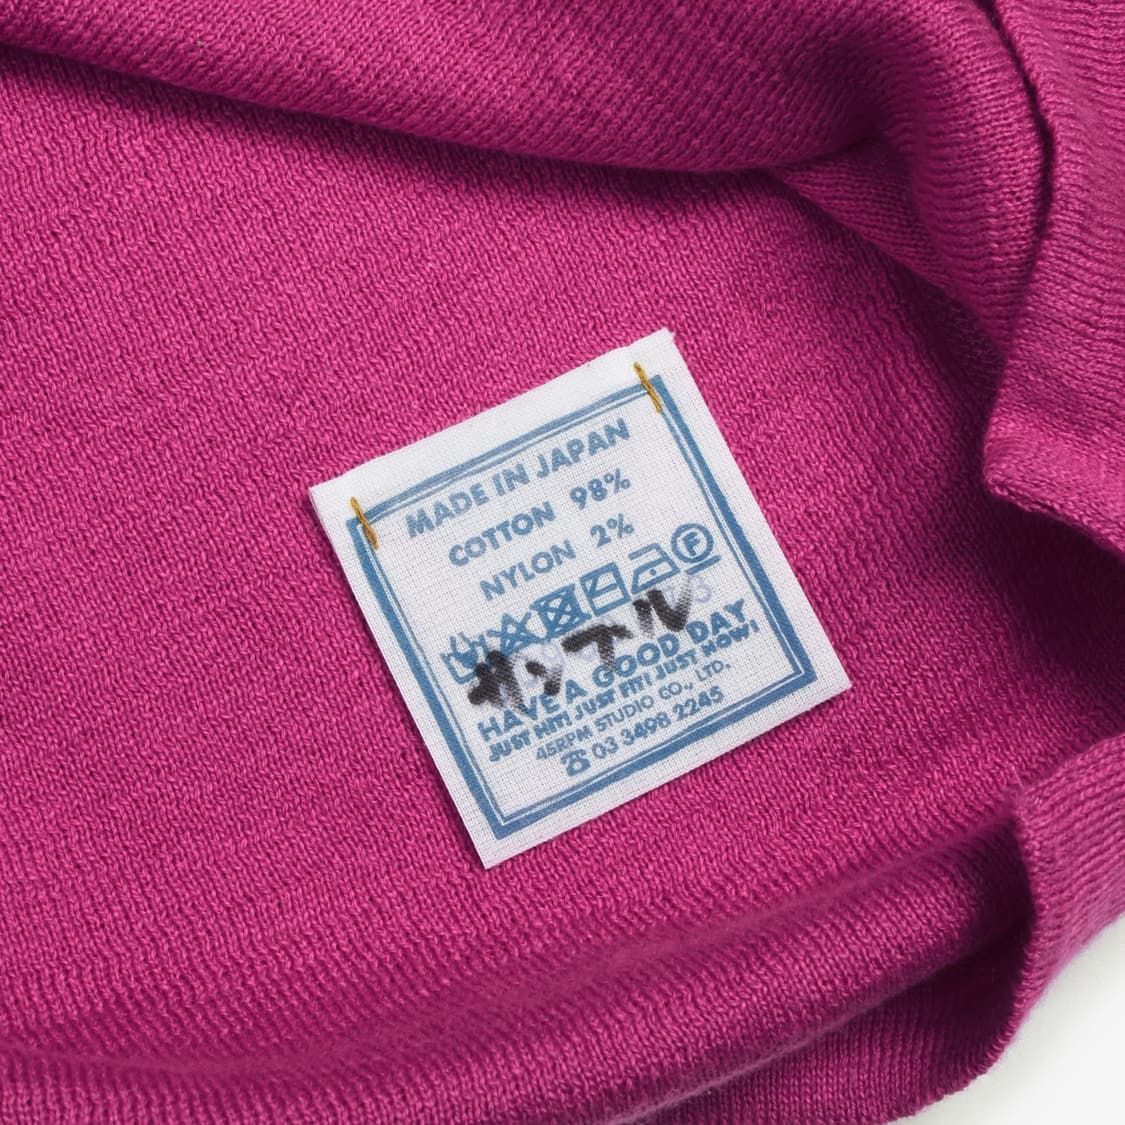 MADE IN JAPAN
COTTON 98%
NYLON 2%
F
サンプル
HAVE A GOOD DAY
JUST HIT! JUST FIT! JUST NOW!
45RPM STUDIO CO., LTD.
☎ 03 3498 2245